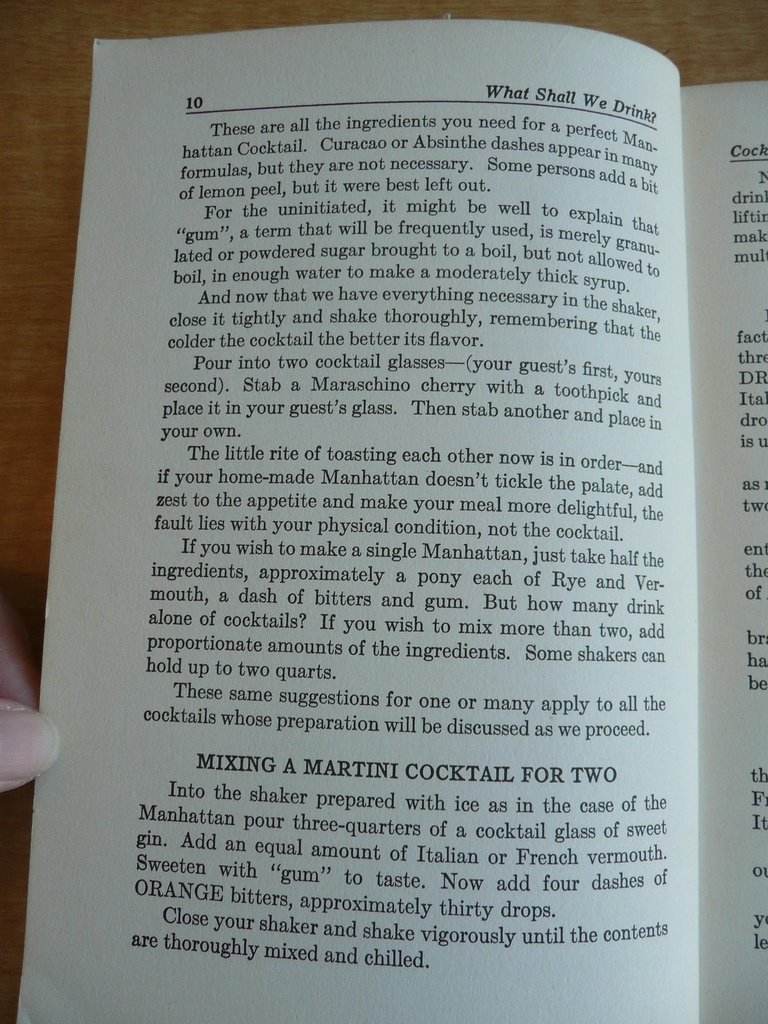 10 What Shall We Drink?
These are all the ingredients you need for a perfect Man-
hattan Cocktail. Curacao or Absinthe dashes appear in many
formulas, but they are not necessary. Some persons add a bit
of lemon peel, but it were best left out.
For the uninitiated, it might be well to explain that
"gum", a term that will be frequently used, is merely granu-
lated or powdered sugar brought to a boil, but not allowed to
boil, in enough water to make a moderately thick syrup.
And now that we have everything necessary in the shaker,
close it tightly and shake thoroughly, remembering that the
colder the cocktail the better its flavor.
Pour into two cocktail glasses—(your guest's first, yours
second). Stab a Maraschino cherry with a toothpick and
place it in your guest's glass. Then stab another and place in
your own.
The little rite of toasting each other now is in order—and
if your home-made Manhattan doesn't tickle the palate, add
zest to the appetite and make your meal more delightful, the
fault lies with your physical condition, not the cocktail.
If you wish to make a single Manhattan, just take half the
ingredients, approximately a pony each of Rye and Ver-
mouth, a dash of bitters and gum. But how many drink
alone of cocktails? If you wish to mix more than two, add
proportionate amounts of the ingredients. Some shakers can
hold up to two quarts.
These same suggestions for one or many apply to all the
cocktails whose preparation will be discussed as we proceed.
MIXING A MARTINI COCKTAIL FOR TWO
Into the shaker prepared with ice as in the case of the
Manhattan pour three-quarters of a cocktail glass of sweet
gin. Add an equal amount of Italian or French vermouth.
Sweeten with "gum" to taste. Now add four dashes of
ORANGE bitters, approximately thirty drops.
Close your shaker and shake vigorously until the contents
are thoroughly mixed and chilled.
Cock
N
drin
liftin
mak
mult
fact
thre
DR
Ital
dro
is u
as
two
ent
the
of
br
ha
be
th
F
It
ou
y
le